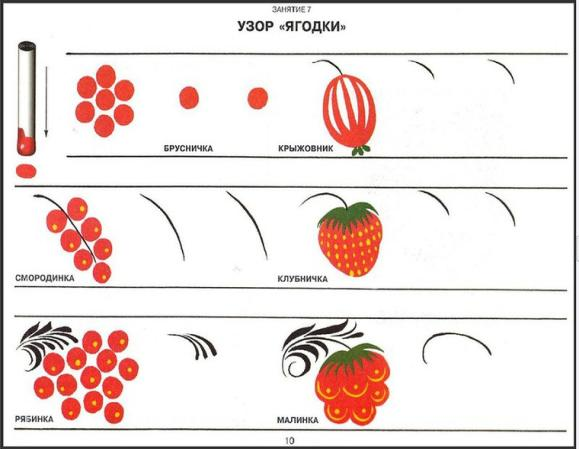 ЗАНЯТИЕ 7
УЗОР «ЯГОДКИ»
БРУСНИЧКА
КРЫЖОВНИК
СМОРОДИНКА
КЛУБНИЧКА
РЯБИНКА
МАЛИНКА
10